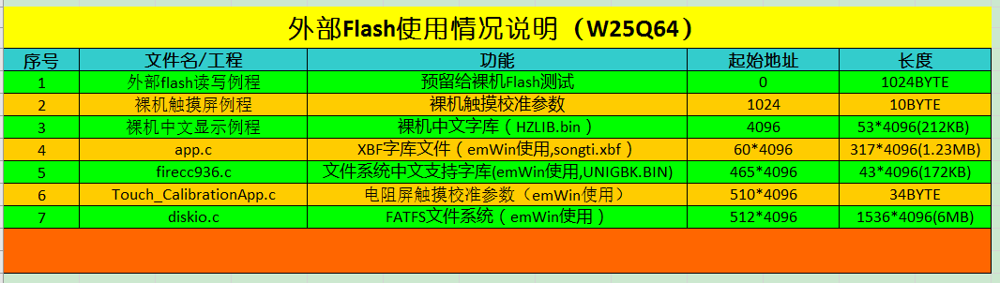 外部Flash使用情况说明（W25Q64）
序号 文件名/工程 功能 起始地址 长度
1 外部flash读写例程 预留给裸机Flash测试 0 1024BYTE
2 裸机触摸屏例程 裸机触摸校准参数 1024 10BYTE
3 裸机中文显示例程 裸机中文字库（HZLIB.bin） 4096 53*4096(212KB)
4 app.c XBF字库文件（emWin使用,songti.xbf） 60*4096 317*4096(1.23MB)
5 firecc936.c 文件系统中文支持字库(emWin使用,UNIGBK.BIN) 465*4096 43*4096(172KB)
6 Touch_CalibrationApp.c 电阻屏触摸校准参数（emWin使用） 510*4096 34BYTE
7 diskio.c FATFS文件系统（emWin使用） 512*4096 1536*4096(6MB)